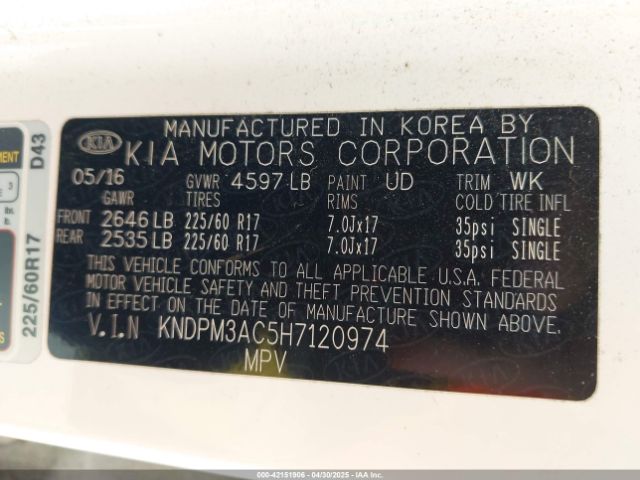 MANUFACTURED IN KOREA BY
KIA KIA MOTORS CORPORATION
05/16 GVWR 4597 LB PAINT UD TRIM WK
GAWR TIRES RIMS COLD TIRE INFL
FRONT 2646 LB 225/60 R17 7.0Jx17 35psi SINGLE
REAR 2535 LB 225/60 R17 7.0Jx17 35psi SINGLE
THIS VEHICLE CONFORMS TO ALL APPLICABLE U.S.A. FEDERAL
MOTOR VEHICLE SAFETY AND THEFT PREVENTION STANDARDS
IN EFFECT ON THE DATE OF MANUFACTURE SHOWN ABOVE.
V.I.N KNDPM3AC5H7120974
MPV
D43
225/60R17
3
lbs.
000-42151906 - 04/30/2025 - IAAI Inc. - Copyright